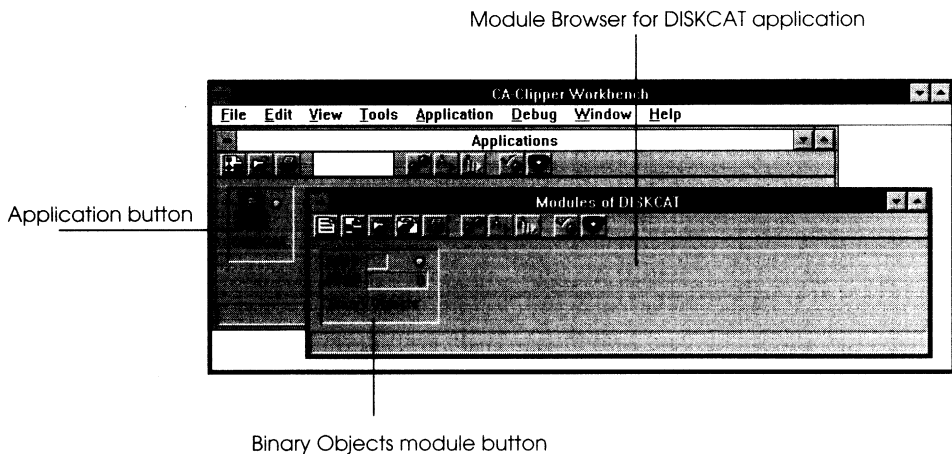 Module Browser for DISKCAT application
CA-Clipper Workbench
File Edit View Tools Application Debug Window Help
Applications
Application button
Modules of DISKCAT
Binary Objects module button